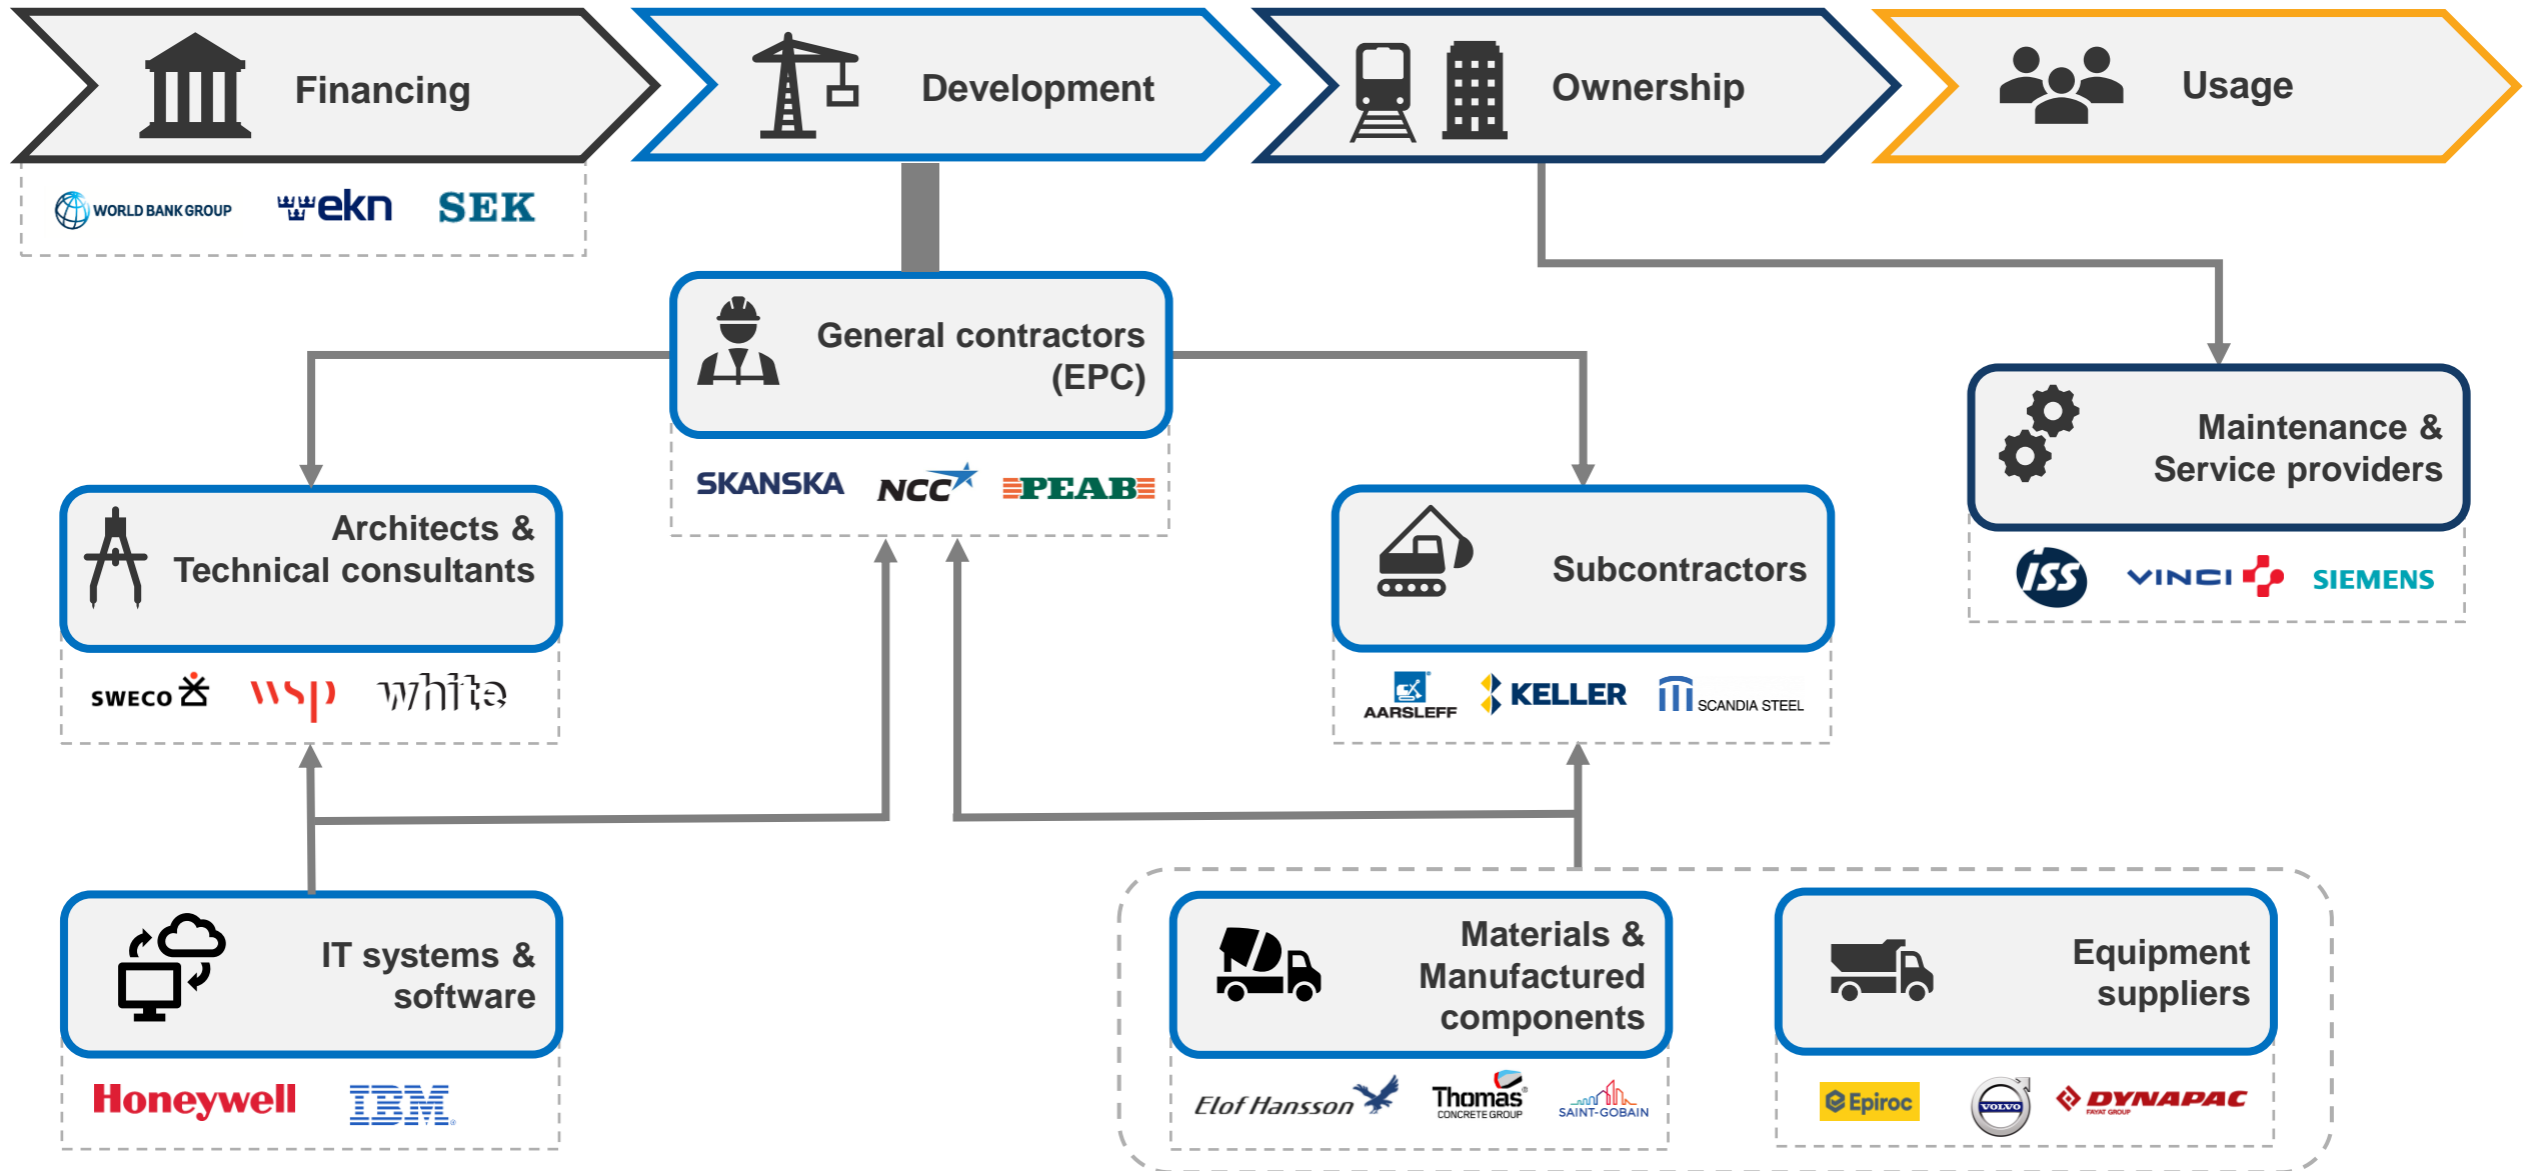 Financing
Development
Ownership
Usage
WORLD BANK GROUP
ekn
SEK
General contractors
(EPC)
SKANSKA
NCC
PEAB
Architects &
Technical consultants
SWECO
wsp
white
Subcontractors
AARSLEFF
KELLER
SCANDIA STEEL
Maintenance &
Service providers
ISS
VINCI
SIEMENS
IT systems &
software
Honeywell
IBM®
Materials &
Manufactured
components
Elof Hansson
Thomas®
CONCRETE GROUP
SAINT-GOBAIN
Equipment
suppliers
Epiroc
VOLVO
DYNAPAC
FAYAT GROUP